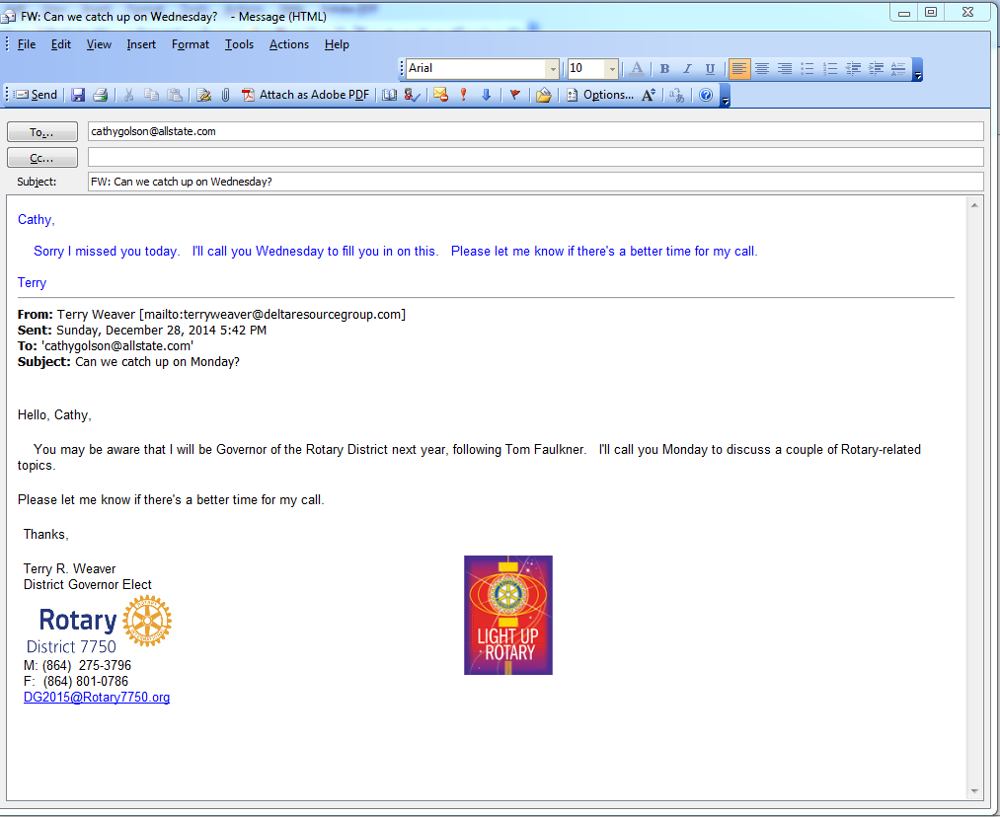 FW: Can we catch up on Wednesday? - Message (HTML)
File Edit View Insert Format Tools Actions Help
Arial 10 A B I U
Send Attach as Adobe PDF Options...
To... cathygolson@allstate.com
Cc...
Subject: FW: Can we catch up on Wednesday?
Cathy,
Sorry I missed you today. I'll call you Wednesday to fill you in on this. Please let me know if there's a better time for my call.
Terry
From: Terry Weaver [mailto:terryweaver@deltaresourcegroup.com]
Sent: Sunday, December 28, 2014 5:42 PM
To: 'cathygolson@allstate.com'
Subject: Can we catch up on Monday?
Hello, Cathy,
You may be aware that I will be Governor of the Rotary District next year, following Tom Faulkner. I'll call you Monday to discuss a couple of Rotary-related
topics.
Please let me know if there's a better time for my call.
Thanks,
Terry R. Weaver
District Governor Elect
Rotary
District 7750
LIGHT UP
ROTARY
M: (864) 275-3796
F: (864) 801-0786
DG2015@Rotary7750.org